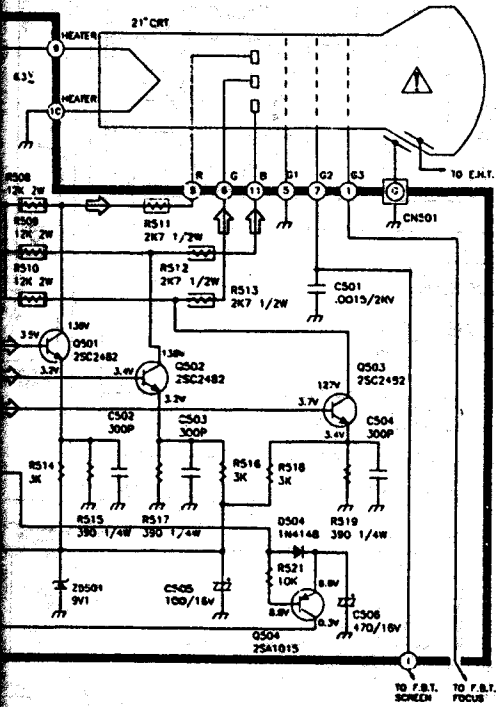 21" CRT
HEATER
9
6.3V
HEATER
10
TO E.H.T.
R G B G1 G2 G3
8 6 11 5 7 1 G
CN501
R508
12K 2W
R509
12K 2W
R510
12K 2W
R511
2K7 1/2W
R512
2K7 1/2W
R513
2K7 1/2W
C501
.0015/2KV
3.9V
138V
Q501
2SC2482
3.2V
3.4V
138V
Q502
2SC2482
3.2V
127V
Q503
2SC2482
3.7V
3.4V
C502
300P
C503
300P
C504
300P
R514
3K
R515
390 1/4W
R517
390 1/4W
R516
3K
R518
3K
R519
390 1/4W
D504
1N4148
R521
10K
ZD501
9V1
C505
100/16V
8.8V
8.0V
0.3V
C506
470/16V
Q504
2SA1015
1
TO F.B.T.
SCREEN
TO F.B.T.
FOCUS